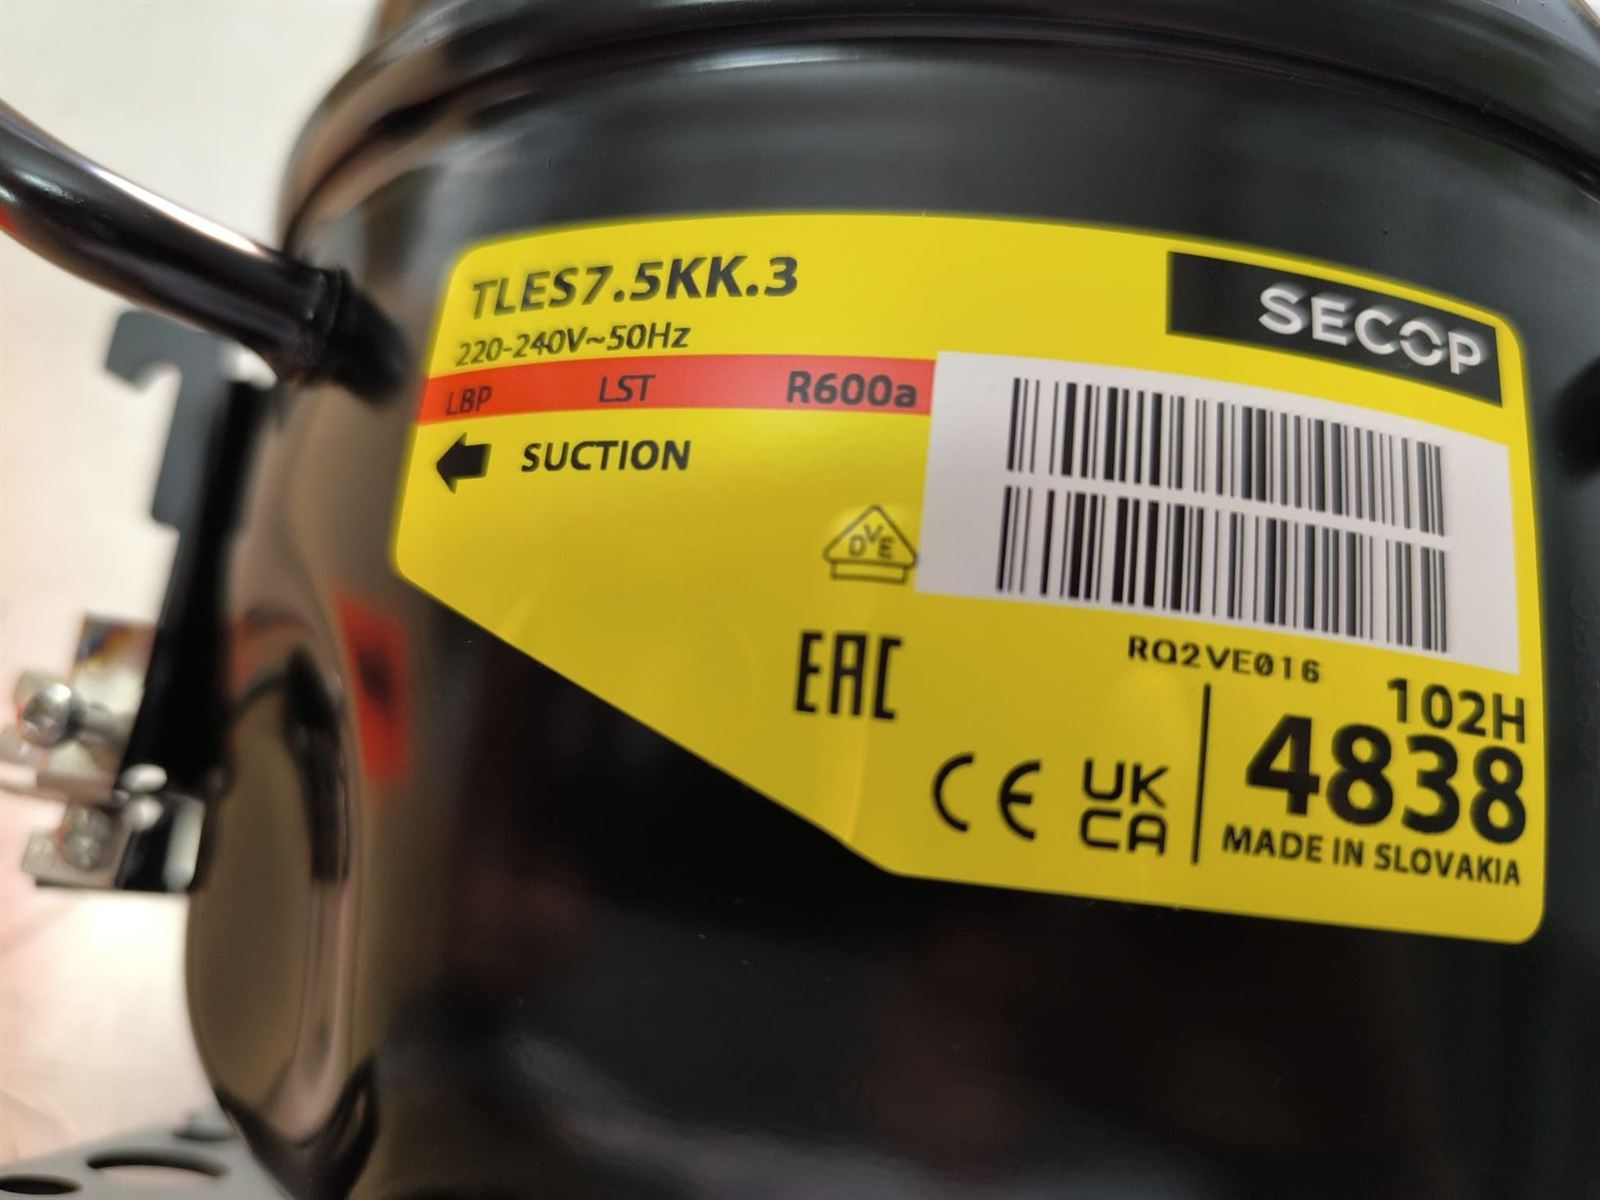 TLES7.5KK.3
220-240V~50Hz
SECOP
LBP LST R600a
SUCTION
DVE
RQ2VE016
EAC
102H
4838
CE UK
CA
MADE IN SLOVAKIA